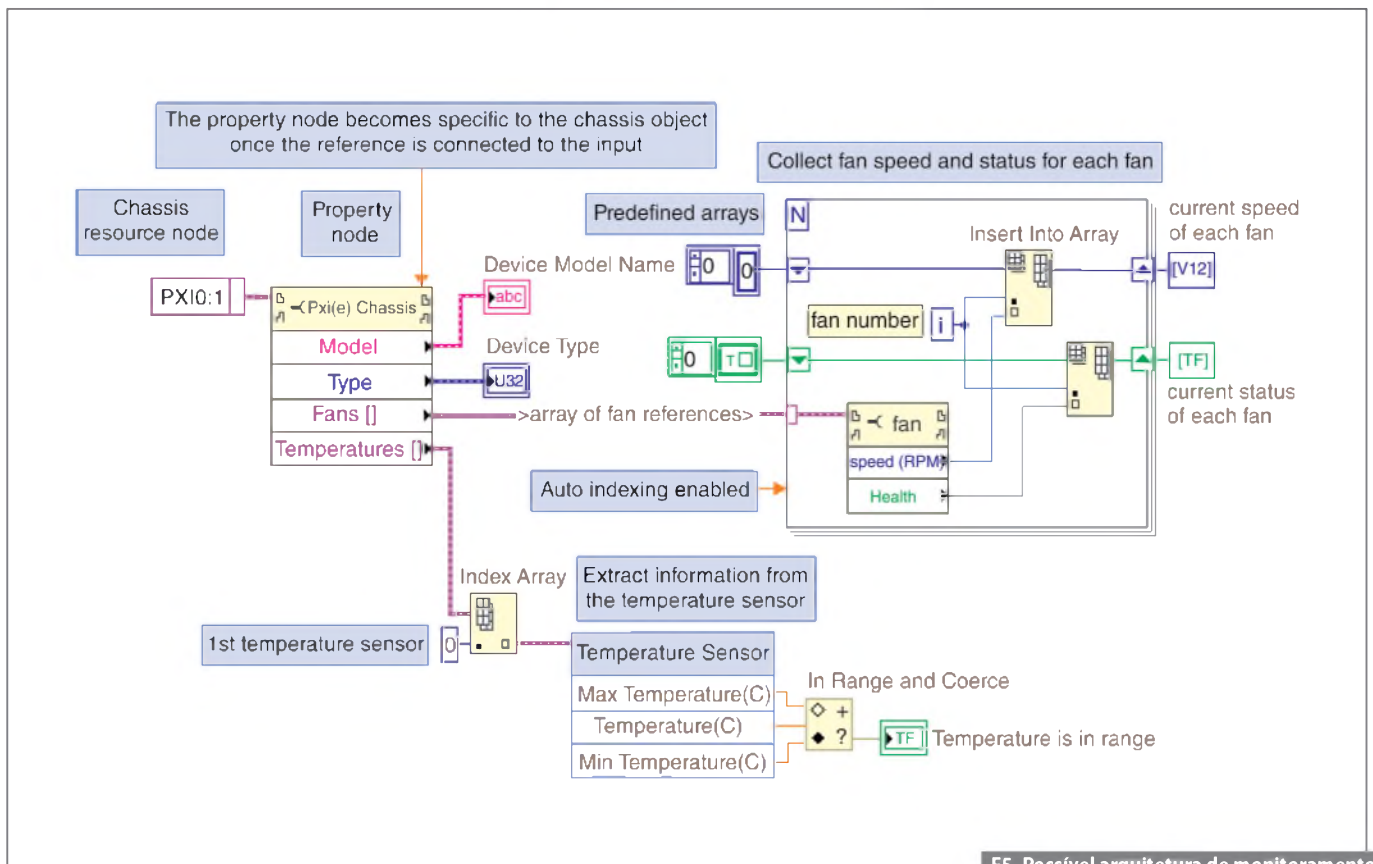 The property node becomes specific to the chassis object
once the reference is connected to the input
Collect fan speed and status for each fan
Chassis
resource node
Property
node
Predefined arrays
N
current speed
of each fan
Insert Into Array
Device Model Name
0
0
[V12]
PXI0:1
Pxi(e) Chassis
abc
fan number
i
Model
Device Type
0
T
[TF]
Type
U32
current status
of each fan
Fans []
>array of fan references>
fan
Temperatures []
speed (RPM)
Auto indexing enabled
Health
Index Array
Extract information from
the temperature sensor
1st temperature sensor
0
Temperature Sensor
In Range and Coerce
Max Temperature(C)
Temperature(C)
+
?
TF
Temperature is in range
Min Temperature(C)
F5. Possível arquitetura de monitoramento